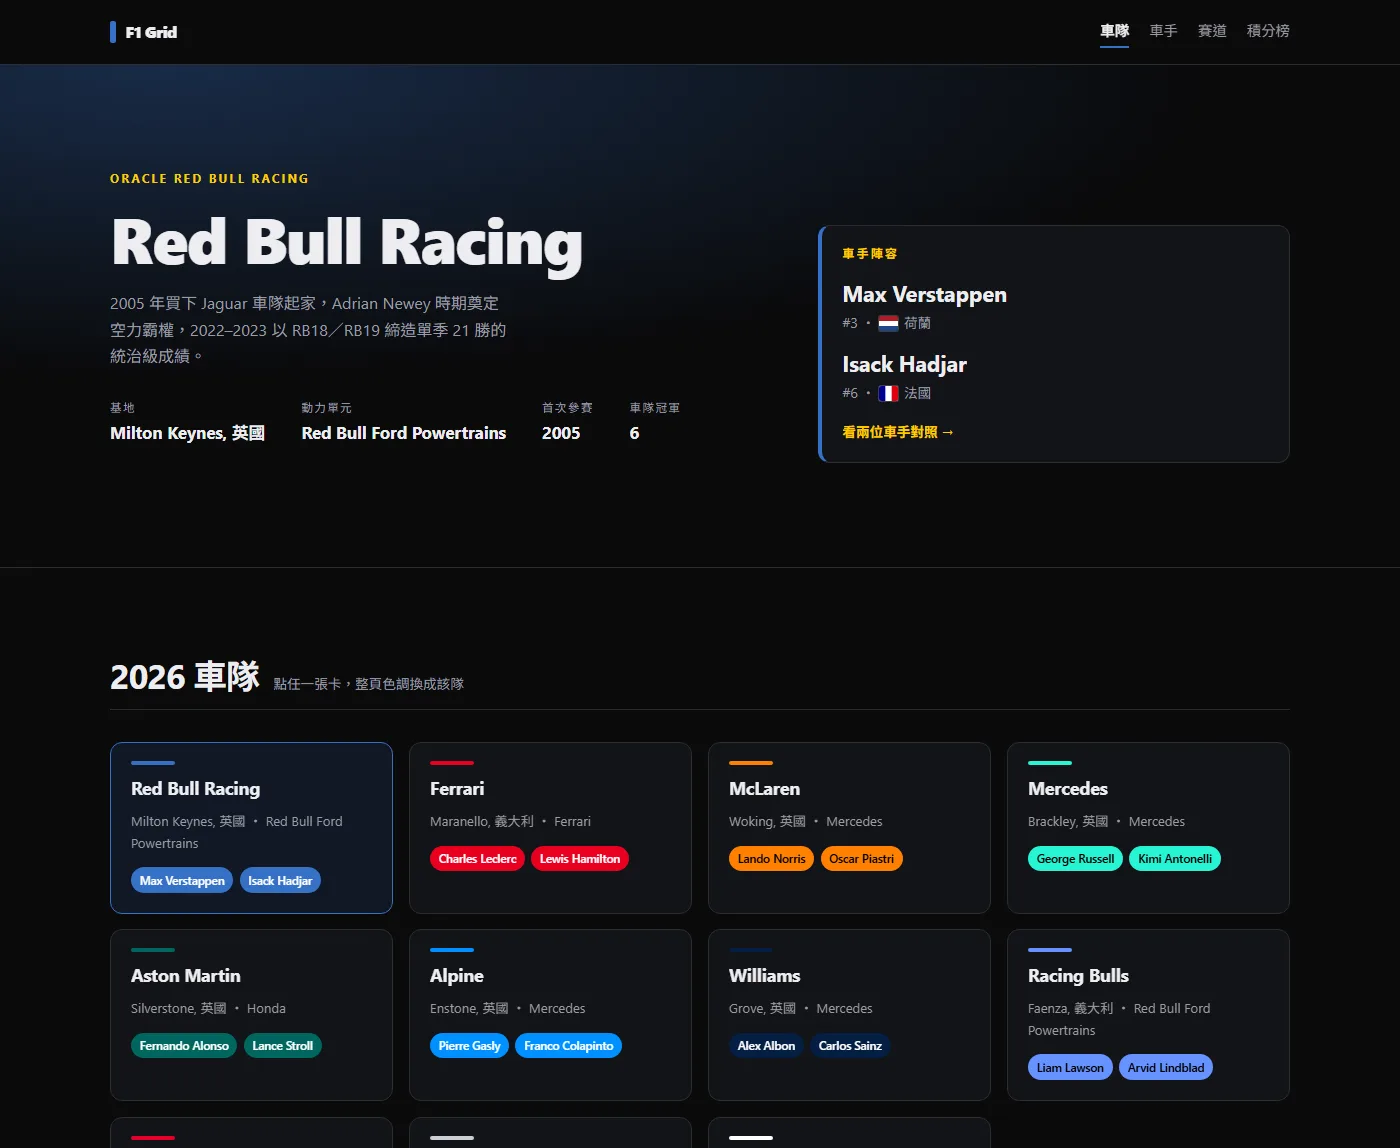 F1 Grid
車隊 車手 賽道 積分榜
ORACLE RED BULL RACING
Red Bull Racing
2005 年買下 Jaguar 車隊起家，Adrian Newey 時期奠定
空力霸權，2022–2023 以 RB18／RB19 締造單季 21 勝的
統治級成績。
基地 動力單元 首次參賽 車隊冠軍
Milton Keynes, 英國 Red Bull Ford Powertrains 2005 6
車手陣容
Max Verstappen
#3 · 荷蘭
Isack Hadjar
#6 · 法國
看兩位車手對照 →
2026 車隊 點任一張卡，整頁色調換成該隊
Red Bull Racing
Milton Keynes, 英國 · Red Bull Ford
Powertrains
Max Verstappen Isack Hadjar
Ferrari
Maranello, 義大利 · Ferrari
Charles Leclerc Lewis Hamilton
McLaren
Woking, 英國 · Mercedes
Lando Norris Oscar Piastri
Mercedes
Brackley, 英國 · Mercedes
George Russell Kimi Antonelli
Aston Martin
Silverstone, 英國 · Honda
Fernando Alonso Lance Stroll
Alpine
Enstone, 英國 · Mercedes
Pierre Gasly Franco Colapinto
Williams
Grove, 英國 · Mercedes
Alex Albon Carlos Sainz
Racing Bulls
Faenza, 義大利 · Red Bull Ford
Powertrains
Liam Lawson Arvid Lindblad